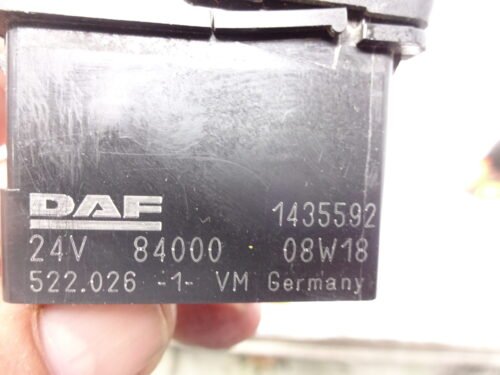 DAF 1435592
24V 84000 08W18
522.026 -1- VM Germany